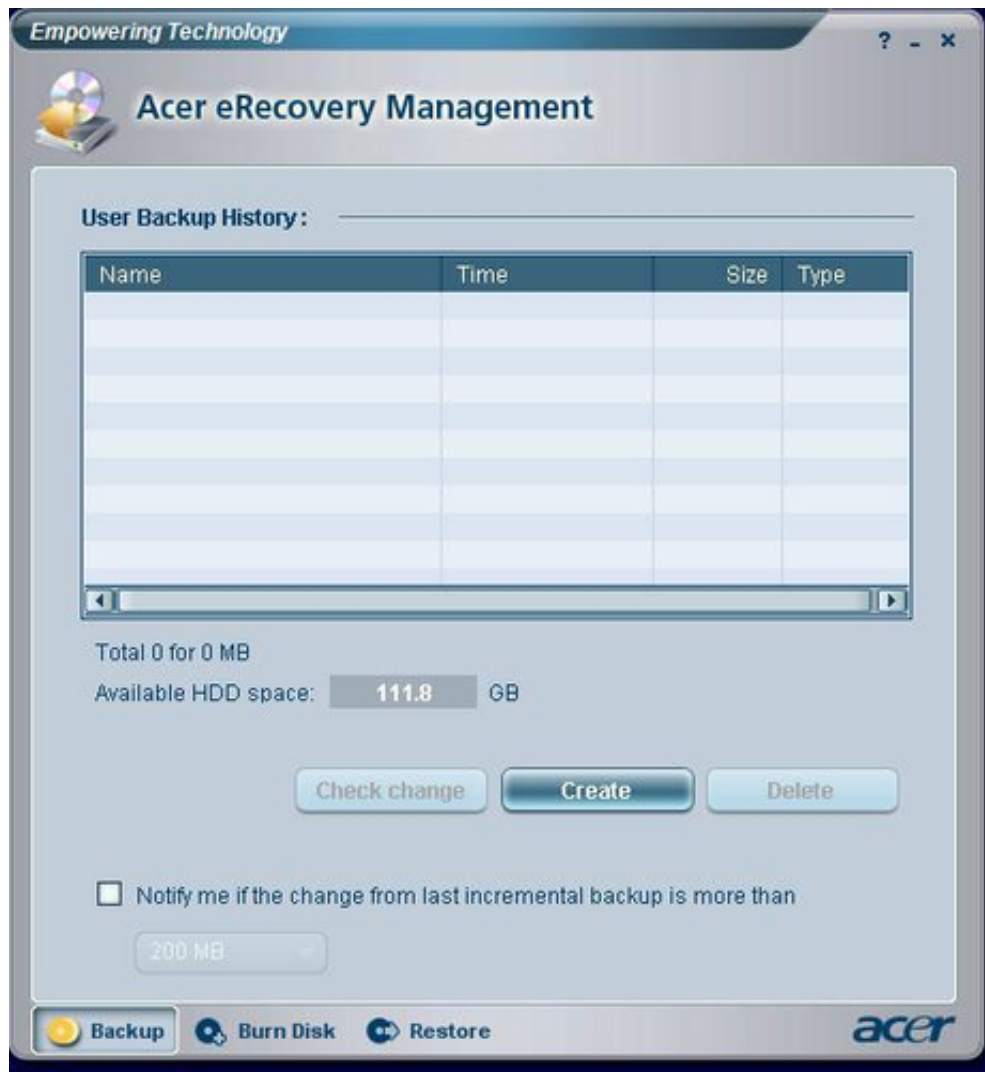 Empowering Technology
? - ×
Acer eRecovery Management
User Backup History :
Name Time Size Type
Total 0 for 0 MB
Available HDD space: 111.8 GB
Check change Create Delete
Notify me if the change from last incremental backup is more than
200 MB
Backup Burn Disk Restore acer